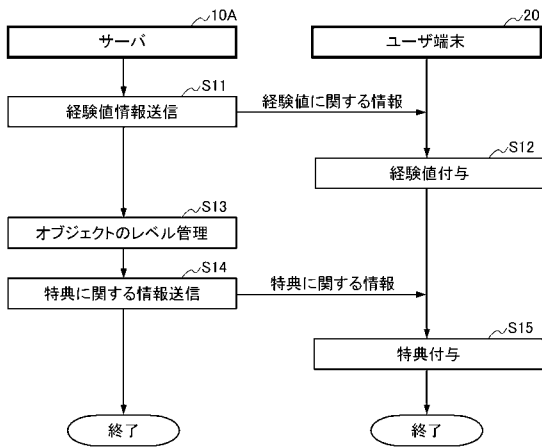 10A
サーバ
20
ユーザ端末
S11
経験値情報送信
経験値に関する情報
S12
経験値付与
S13
オブジェクトのレベル管理
S14
特典に関する情報送信
特典に関する情報
S15
特典付与
終了
終了